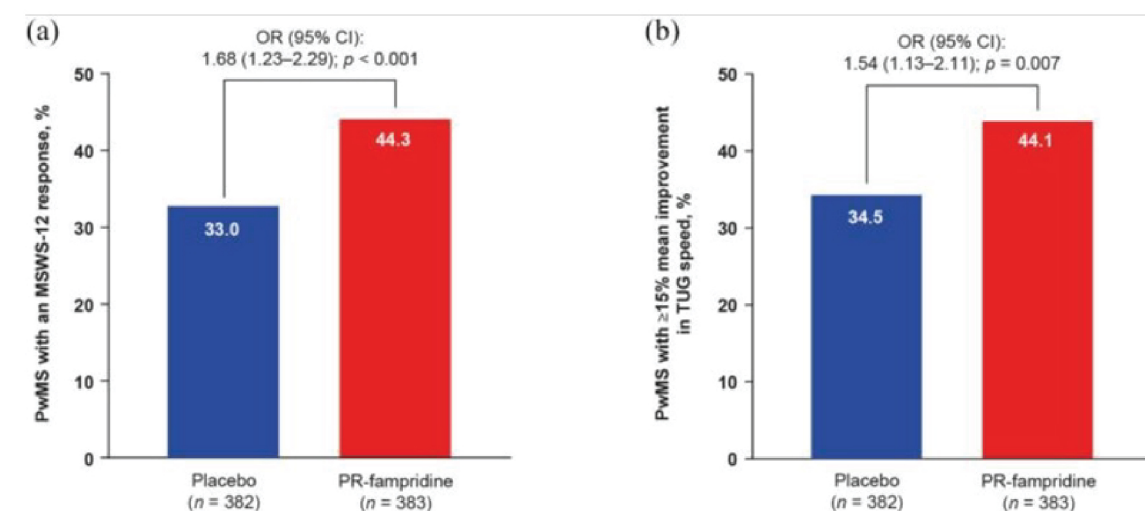 (a)
OR (95% CI):
1.68 (1.23–2.29); p < 0.001
PwMS with an MSWS-12 response, %
50
40
30
20
10
0
33.0
44.3
Placebo
(n = 382)
PR-fampridine
(n = 383)
(b)
OR (95% CI):
1.54 (1.13–2.11); p = 0.007
PwMS with ≥15% mean improvement
in TUG speed, %
50
40
30
20
10
0
34.5
44.1
Placebo
(n = 382)
PR-fampridine
(n = 383)